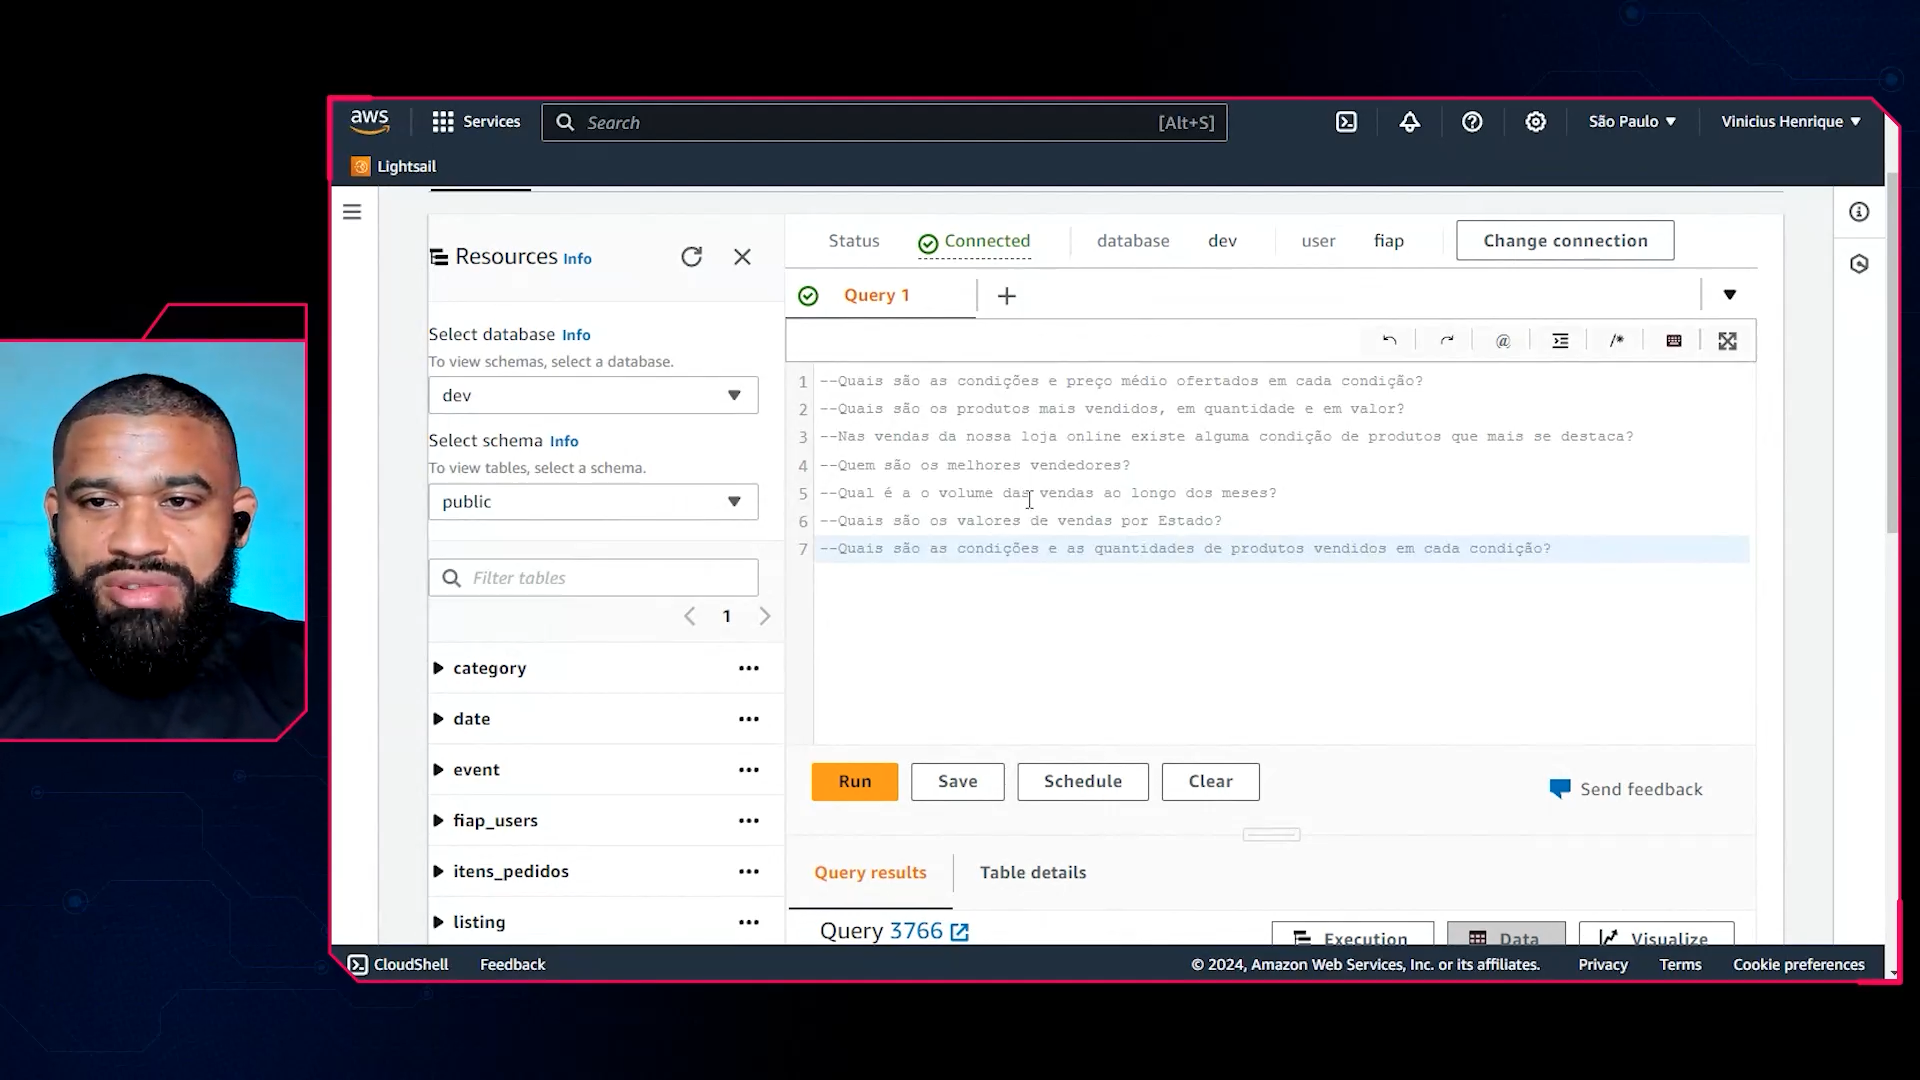 aws
Services
Search
[Alt+S]
São Paulo
Vinicius Henrique
Lightsail
Resources Info
Select database Info
To view schemas, select a database.
dev
Select schema Info
To view tables, select a schema.
public
Filter tables
1
category
date
event
fiap_users
itens_pedidos
listing
Status
Connected
database
dev
user
fiap
Change connection
Query 1
1 --Quais são as condições e preço médio ofertados em cada condição?
2 --Quais são os produtos mais vendidos, em quantidade e em valor?
3 --Nas vendas da nossa loja online existe alguma condição de produtos que mais se destaca?
4 --Quem são os melhores vendedores?
5 --Qual é a o volume das vendas ao longo dos meses?
6 --Quais são os valores de vendas por Estado?
7 --Quais são as condições e as quantidades de produtos vendidos em cada condição?
Run
Save
Schedule
Clear
Send feedback
Query results
Table details
Query 3766
Execution
Data
Visualize
CloudShell
Feedback
© 2024, Amazon Web Services, Inc. or its affiliates.
Privacy
Terms
Cookie preferences